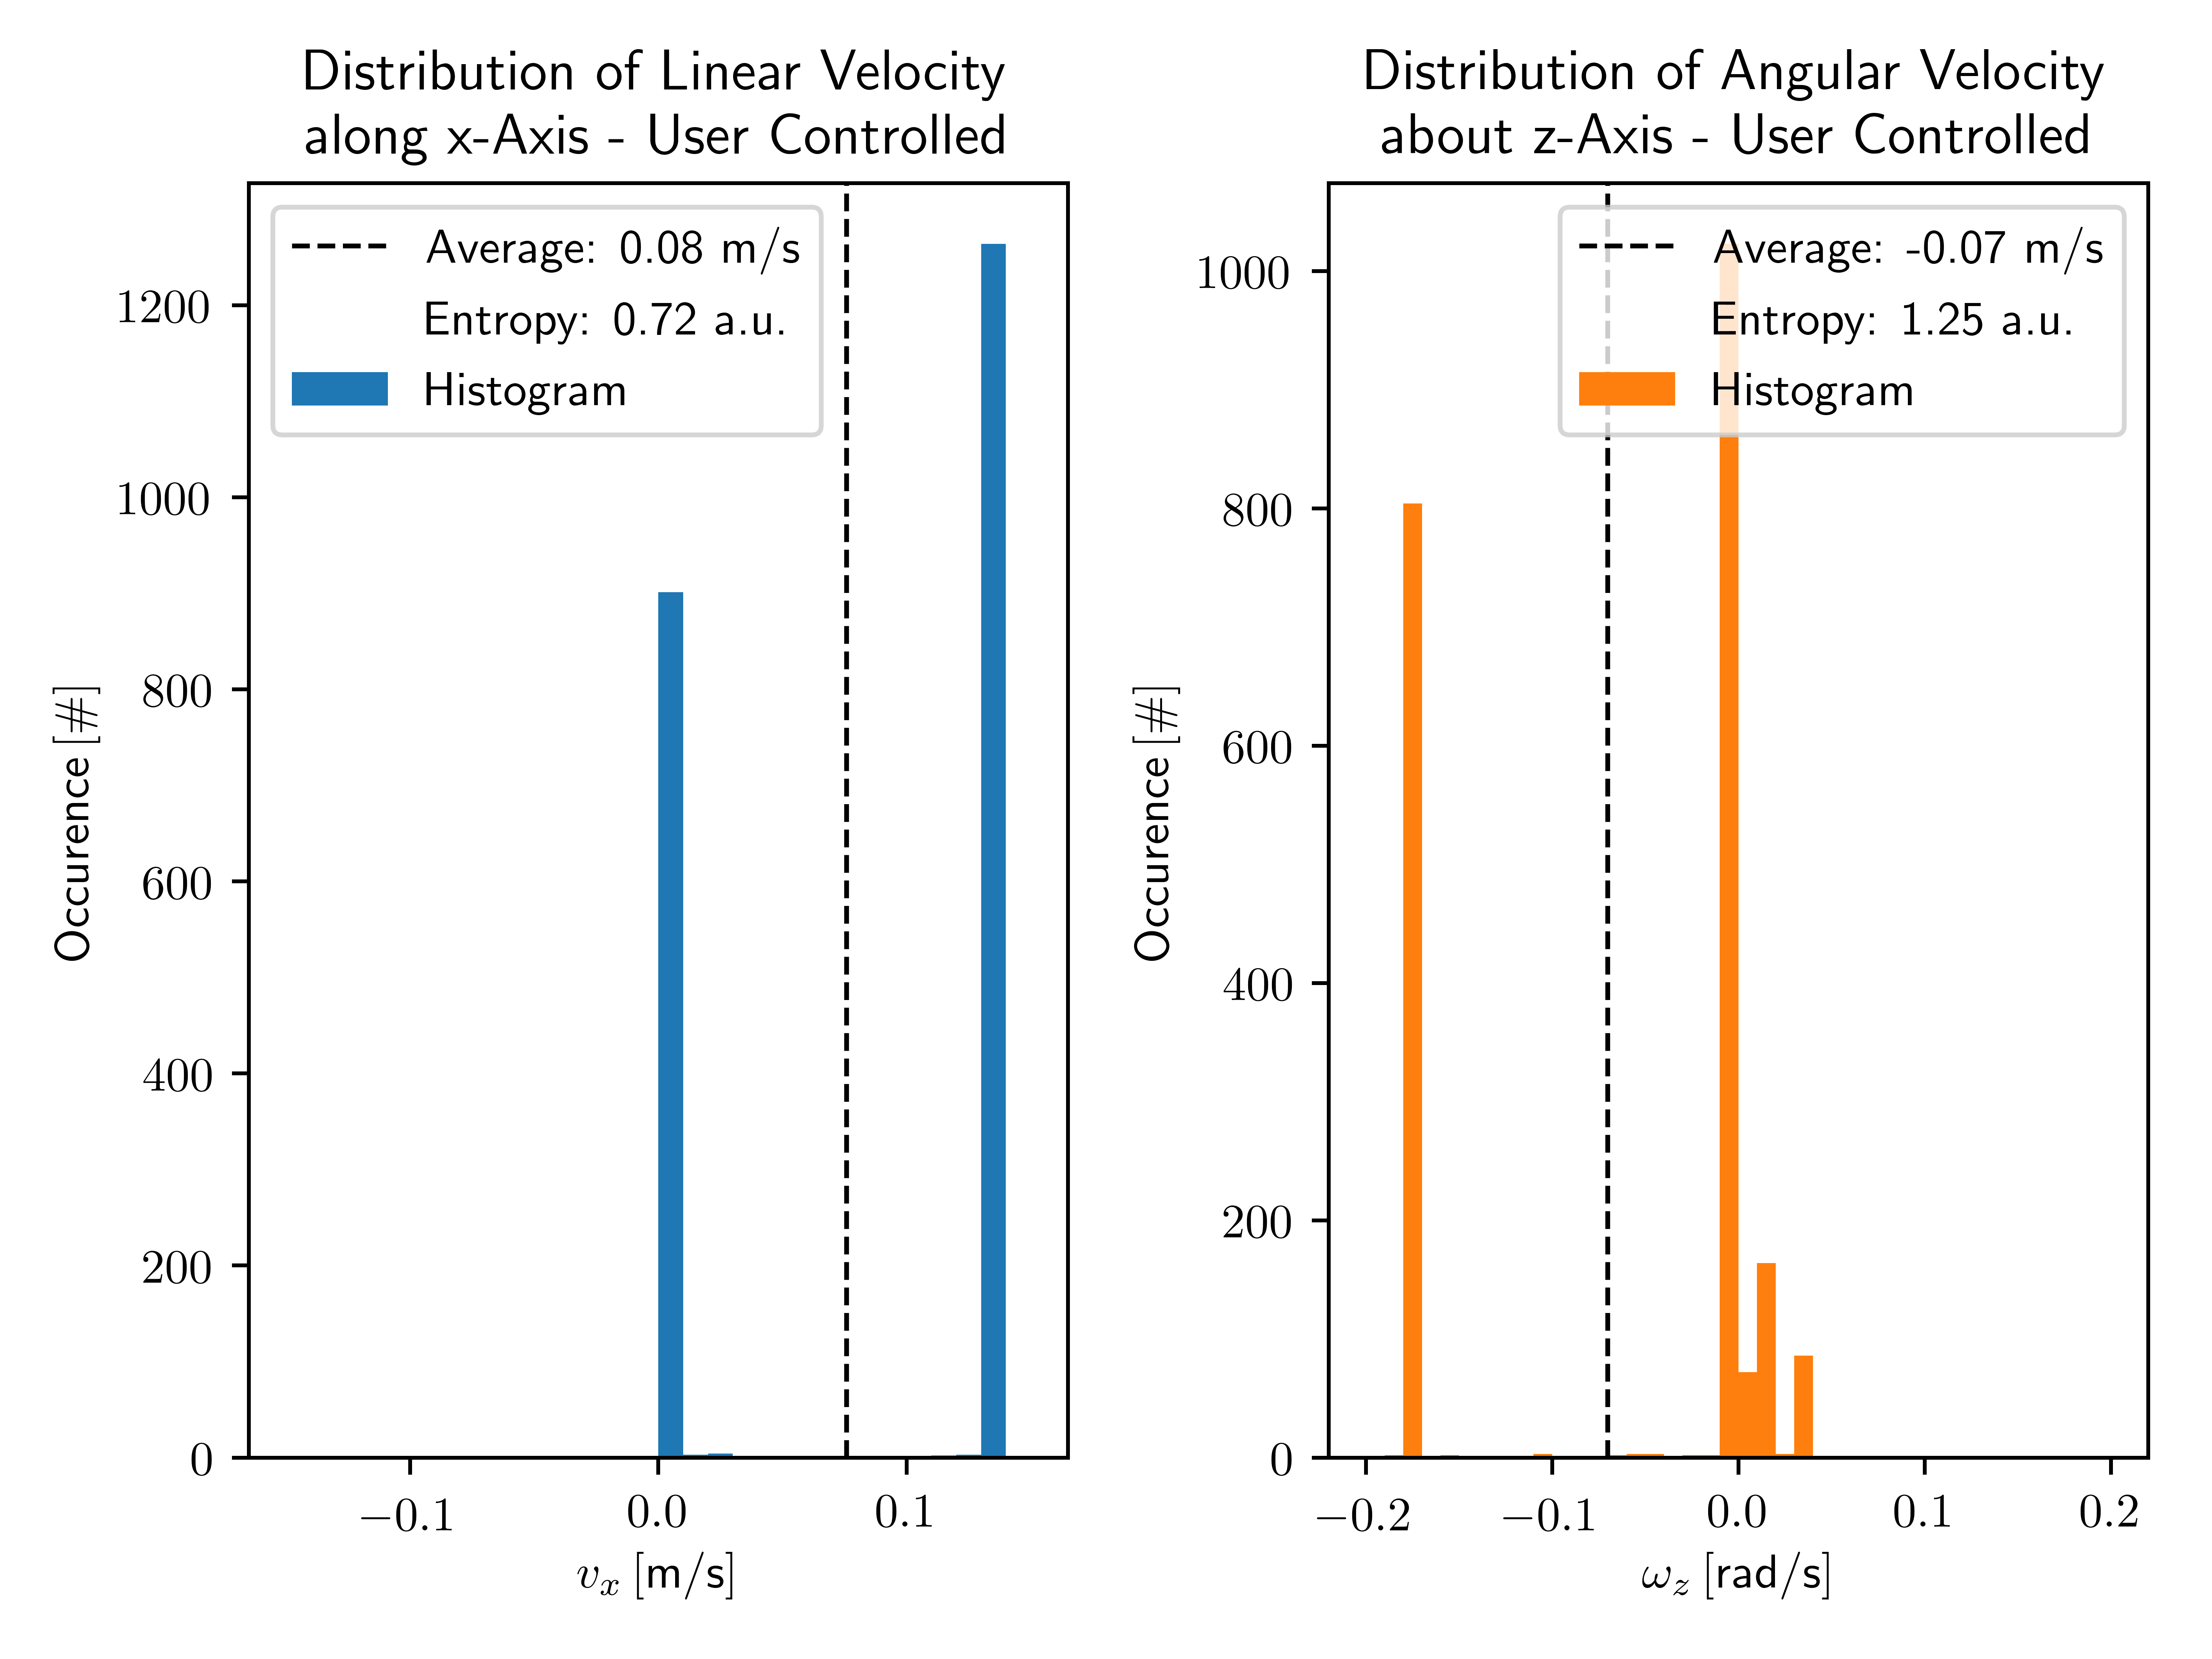 Distribution of Linear Velocity
along x-Axis - User Controlled
Average: 0.08 m/s
Entropy: 0.72 a.u.
Histogram
1200
1000
800
600
400
200
0
Occurence [#]
−0.1
0.0
0.1
v_x [m/s]
Distribution of Angular Velocity
about z-Axis - User Controlled
Average: -0.07 m/s
Entropy: 1.25 a.u.
Histogram
1000
800
600
400
200
0
Occurence [#]
−0.2
−0.1
0.0
0.1
0.2
ω_z [rad/s]